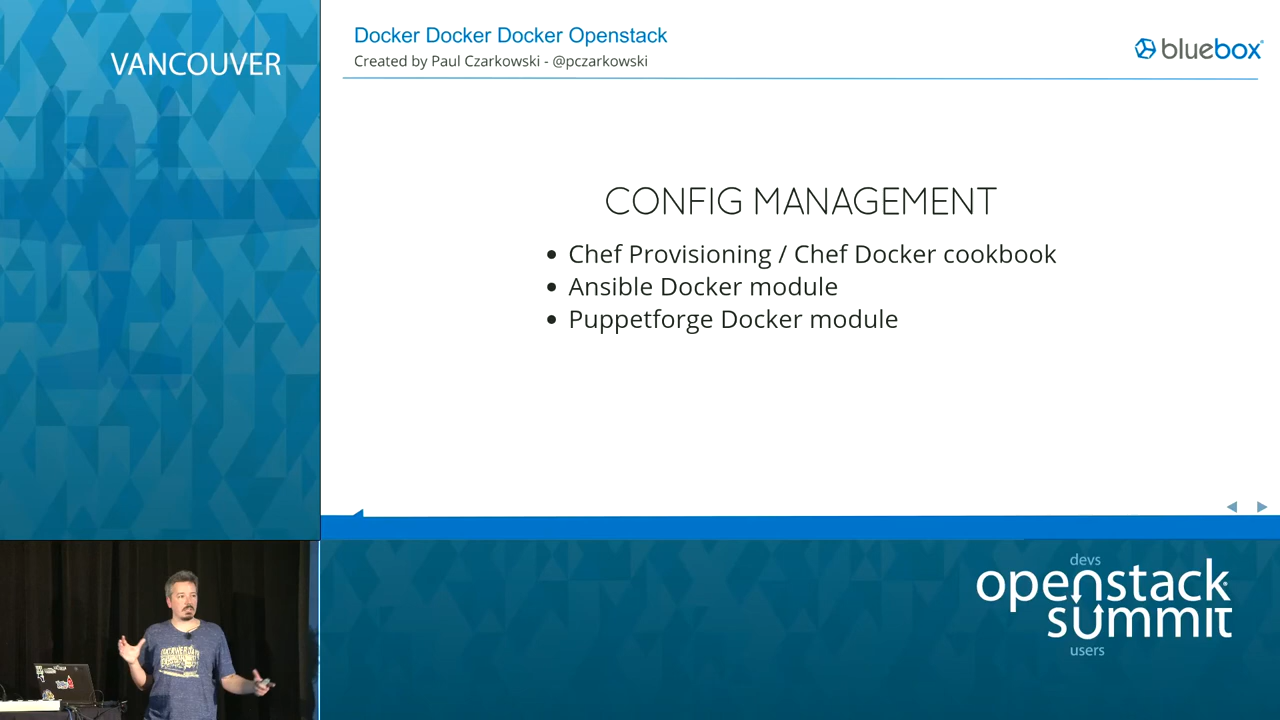 VANCOUVER
Docker Docker Docker Openstack
Created by Paul Czarkowski - @pczarkowski
bluebox
CONFIG MANAGEMENT
• Chef Provisioning / Chef Docker cookbook
• Ansible Docker module
• Puppetforge Docker module
devs
openstack
summit
users